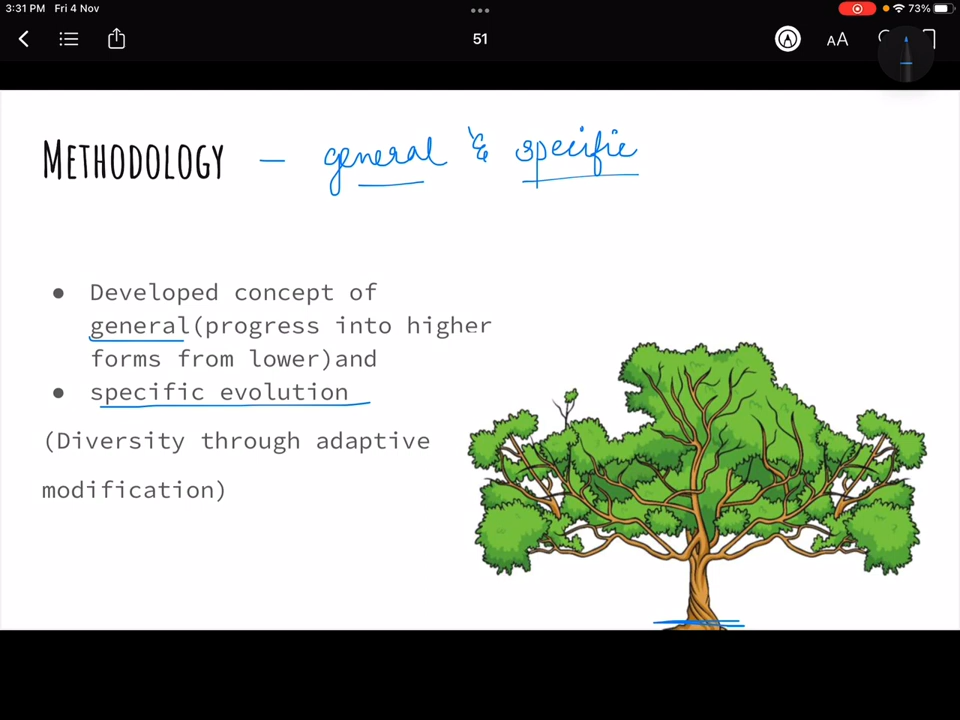 3:31 PM Fri 4 Nov
73%
51
AA
METHODOLOGY — general & specific
● Developed concept of
general(progress into higher
forms from lower)and
● specific evolution
(Diversity through adaptive
modification)